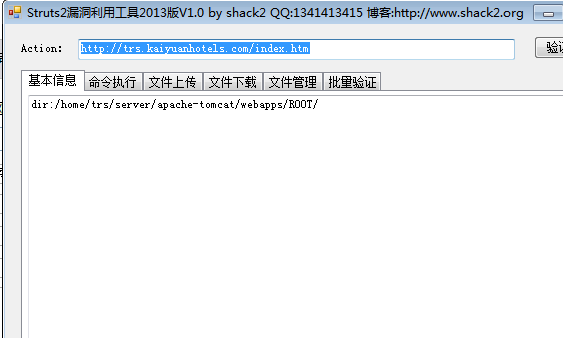 Struts2漏洞利用工具2013版V1.0 by shack2 QQ:1341413415 博客:http://www.shack2.org
Action: http://trs.kaiyuanhotels.com/index.htm 验
基本信息 命令执行 文件上传 文件下载 文件管理 批量验证
dir:/home/trs/server/apache-tomcat/webapps/ROOT/